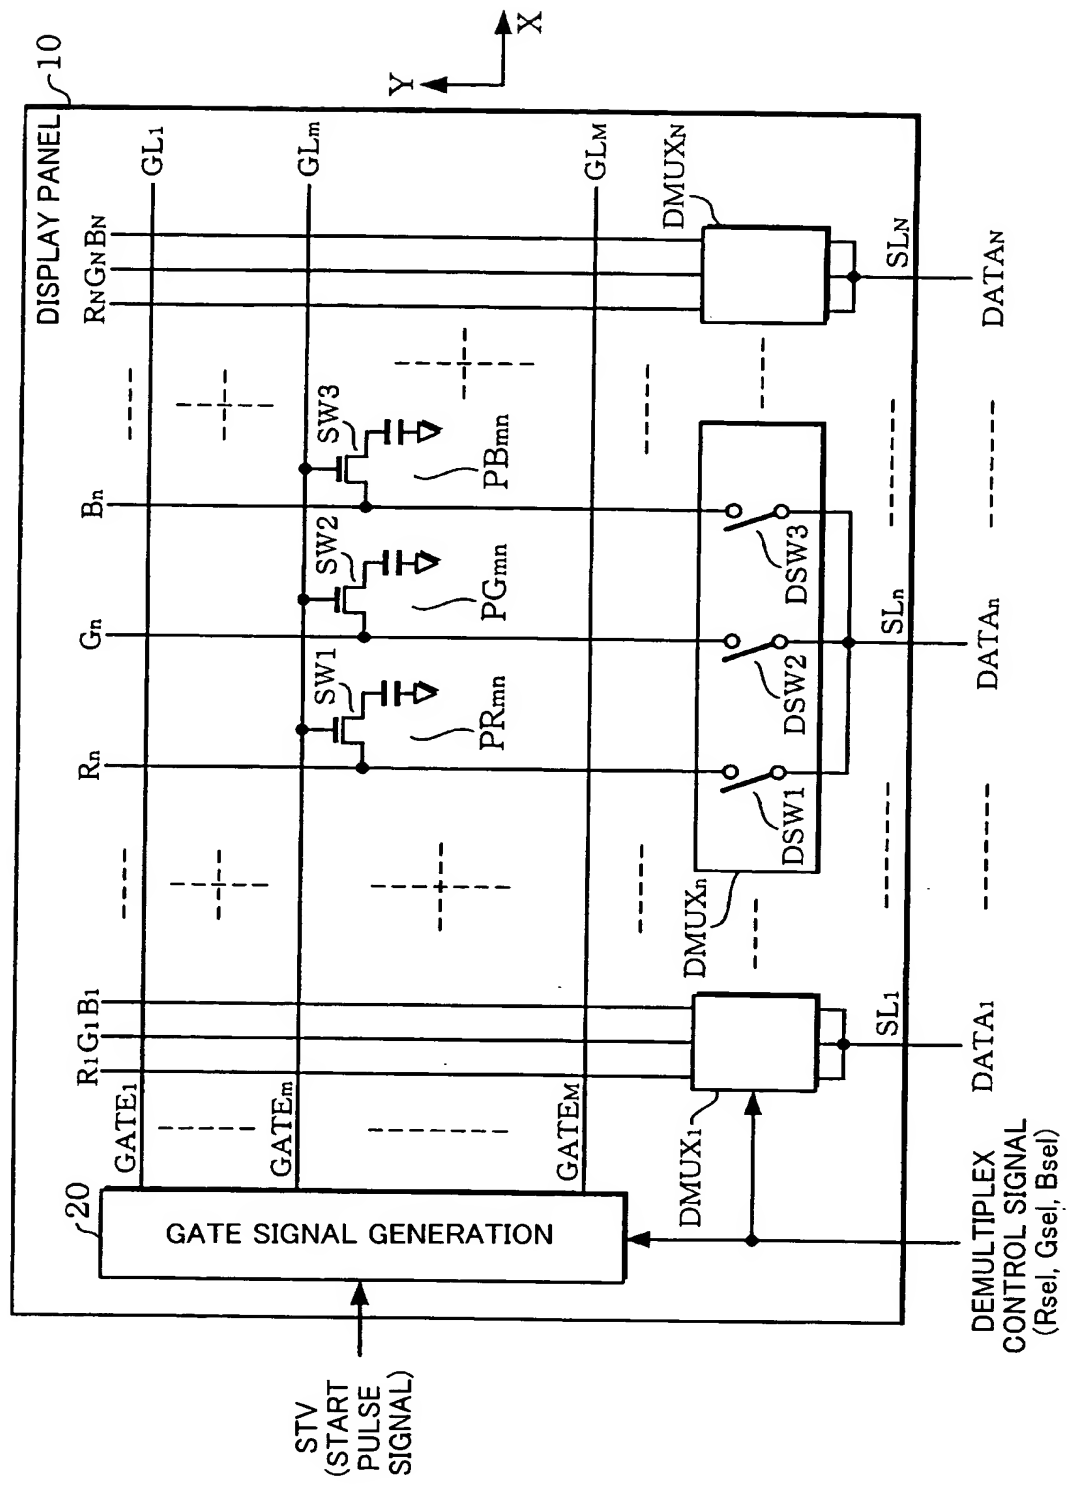 DISPLAY PANEL
10
Y
X
R1 G1 B1
Rn
Gn
Bn
RN GN BN
20
GATE SIGNAL GENERATION
GATE1
GL1
GATEm
GLm
GATEM
GLM
SW1
SW2
SW3
PRmn
PGmn
PBmn
STV
(START
PULSE
SIGNAL)
DMUX1
DMUXn
DMUXN
DSW1
DSW2
DSW3
SL1
SLn
SLN
DATA1
DATAn
DATAN
DEMULTIPLEX
CONTROL SIGNAL
(Rsel, Gsel, Bsel)